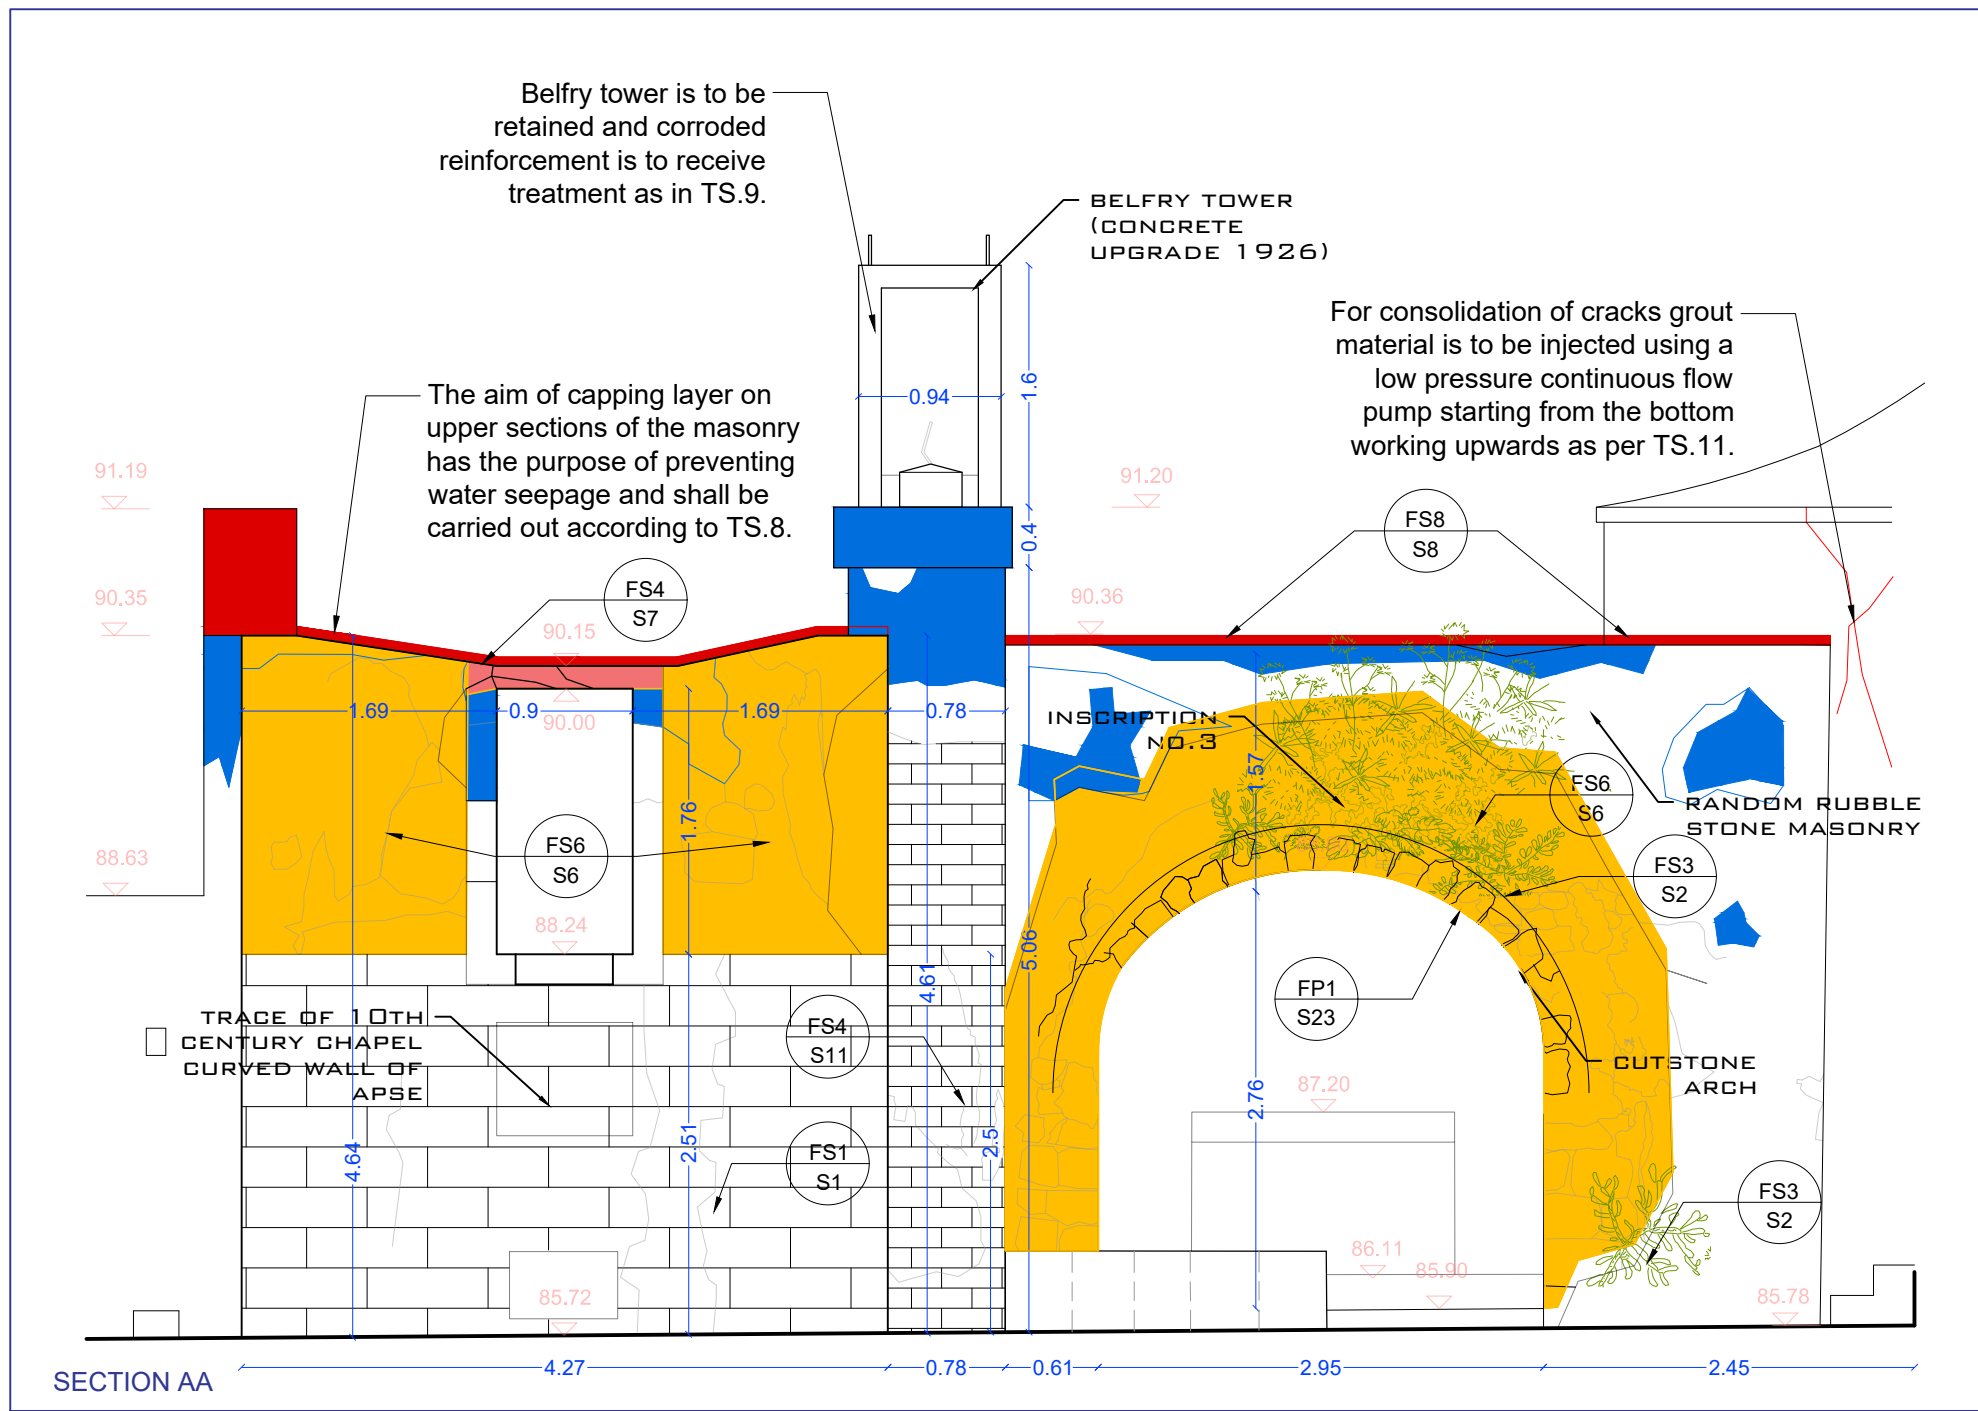 Belfry tower is to be
retained and corroded
reinforcement is to receive
treatment as in TS.9.
BELFRY TOWER
(CONCRETE
UPGRADE 1926)
For consolidation of cracks grout
material is to be injected using a
low pressure continuous flow
pump starting from the bottom
working upwards as per TS.11.
The aim of capping layer on
upper sections of the masonry
has the purpose of preventing
water seepage and shall be
carried out according to TS.8.
0.94
1.6
0.4
91.19
91.20
FS8
S8
90.35
FS4
S7
90.15
90.36
1.69
0.9
90.00
1.69
0.78
INSCRIPTION
NO.3
1.57
FS6
S6
RANDOM RUBBLE
STONE MASONRY
1.76
88.63
FS6
S6
FS3
S2
88.24
4.61
5.06
FP1
S23
TRACE OF 10TH
CENTURY CHAPEL
CURVED WALL OF
APSE
FS4
S11
CUTSTONE
ARCH
87.20
2.76
4.64
2.51
2.5
FS1
S1
FS3
S2
86.11
85.90
85.72
85.78
4.27
0.78
0.61
2.95
2.45
SECTION AA